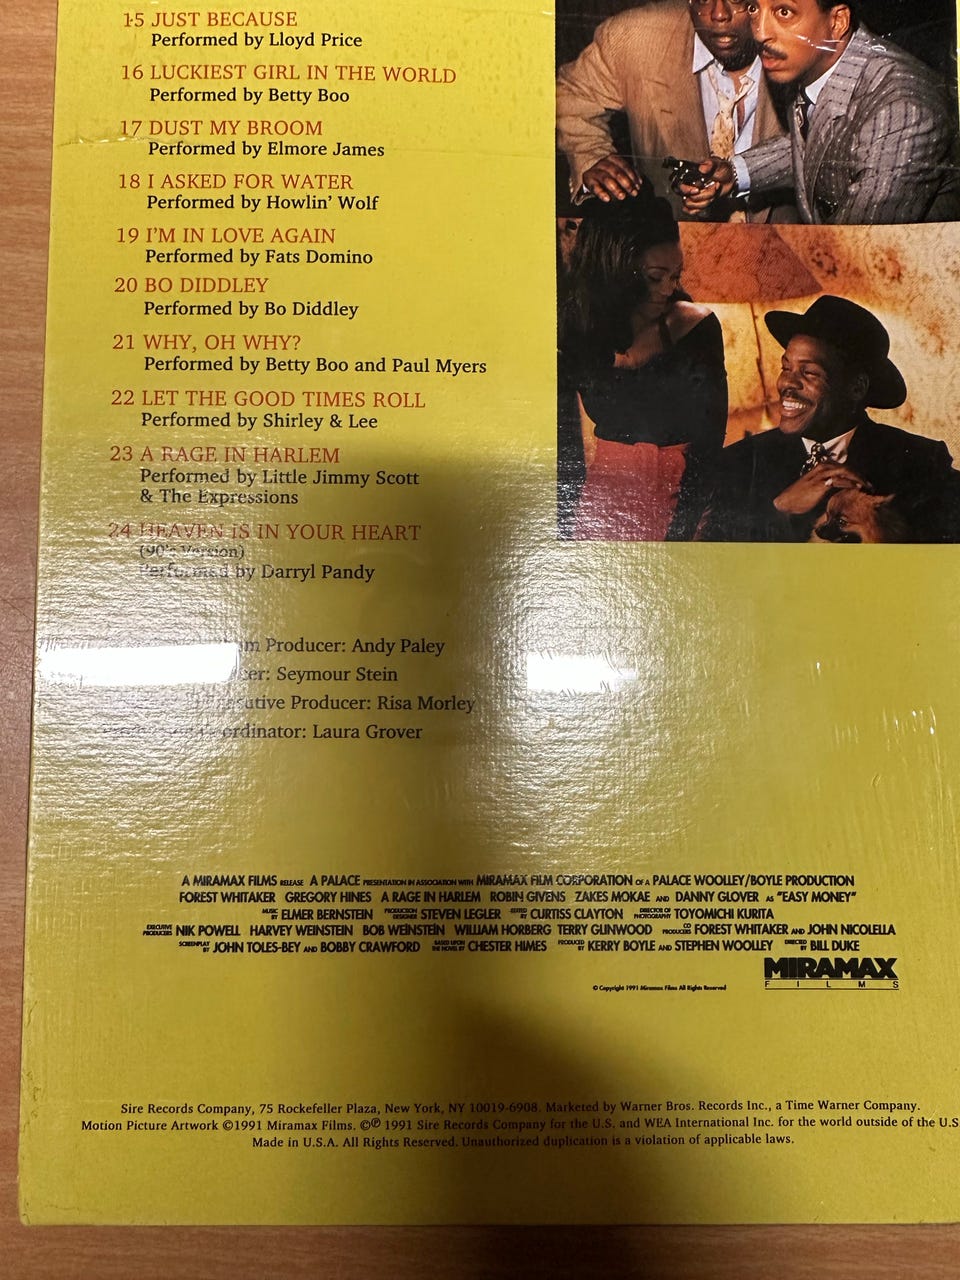 15 JUST BECAUSE
Performed by Lloyd Price
16 LUCKIEST GIRL IN THE WORLD
Performed by Betty Boo
17 DUST MY BROOM
Performed by Elmore James
18 I ASKED FOR WATER
Performed by Howlin' Wolf
19 I'M IN LOVE AGAIN
Performed by Fats Domino
20 BO DIDDLEY
Performed by Bo Diddley
21 WHY, OH WHY?
Performed by Betty Boo and Paul Myers
22 LET THE GOOD TIMES ROLL
Performed by Shirley & Lee
23 A RAGE IN HARLEM
Performed by Little Jimmy Scott
& The Expressions
24 HEAVEN IS IN YOUR HEART
(90's Version)
Performed by Darryl Pandy
Producer: Andy Paley
Seymour Stein
Executive Producer: Risa Morley
Laura Grover
A MIRAMAX FILMS RELEASE A PALACE PRESENTATION IN ASSOCIATION WITH MIRAMAX FILM CORPORATION OF A PALACE WOOLLEY/BOYLE PRODUCTION
FOREST WHITAKER GREGORY HINES A RAGE IN HARLEM ROBIN GIVENS ZAKES MOKAE AND DANNY GLOVER AS "EASY MONEY"
MUSIC BY ELMER BERNSTEIN PRODUCTION DESIGNER STEVEN LEGLER EDITED BY CURTISS CLAYTON DIRECTOR OF PHOTOGRAPHY TOYOMICHI KURITA
EXECUTIVE PRODUCERS NIK POWELL HARVEY WEINSTEIN BOB WEINSTEIN WILLIAM HORBERG TERRY GLINWOOD CO PRODUCERS FOREST WHITAKER AND JOHN NICOLELLA
SCREENPLAY BY JOHN TOLES-BEY AND BOBBY CRAWFORD BASED UPON THE NOVEL BY CHESTER HIMES PRODUCED BY KERRY BOYLE AND STEPHEN WOOLLEY DIRECTED BY BILL DUKE
MIRAMAX
FILMS
© Copyright 1991 Miramax Films All Rights Reserved
Sire Records Company, 75 Rockefeller Plaza, New York, NY 10019-6908. Marketed by Warner Bros. Records Inc., a Time Warner Company.
Motion Picture Artwork ©1991 Miramax Films. ©℗ 1991 Sire Records Company for the U.S. and WEA International Inc. for the world outside of the U.S
Made in U.S.A. All Rights Reserved. Unauthorized duplication is a violation of applicable laws.